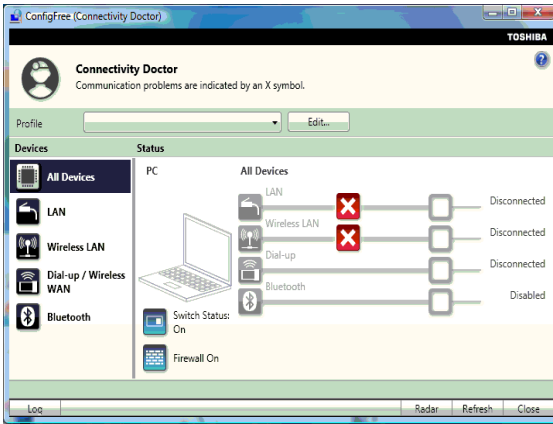 ConfigFree (Connectivity Doctor)
TOSHIBA
Connectivity Doctor
Communication problems are indicated by an X symbol.
Profile
Edit...
Devices
Status
All Devices
LAN
Wireless LAN
Dial-up / Wireless
WAN
Bluetooth
PC
Switch Status:
On
Firewall On
All Devices
LAN
Disconnected
Wireless LAN
Disconnected
Dial-up
Disconnected
Bluetooth
Disabled
Log
Radar
Refresh
Close